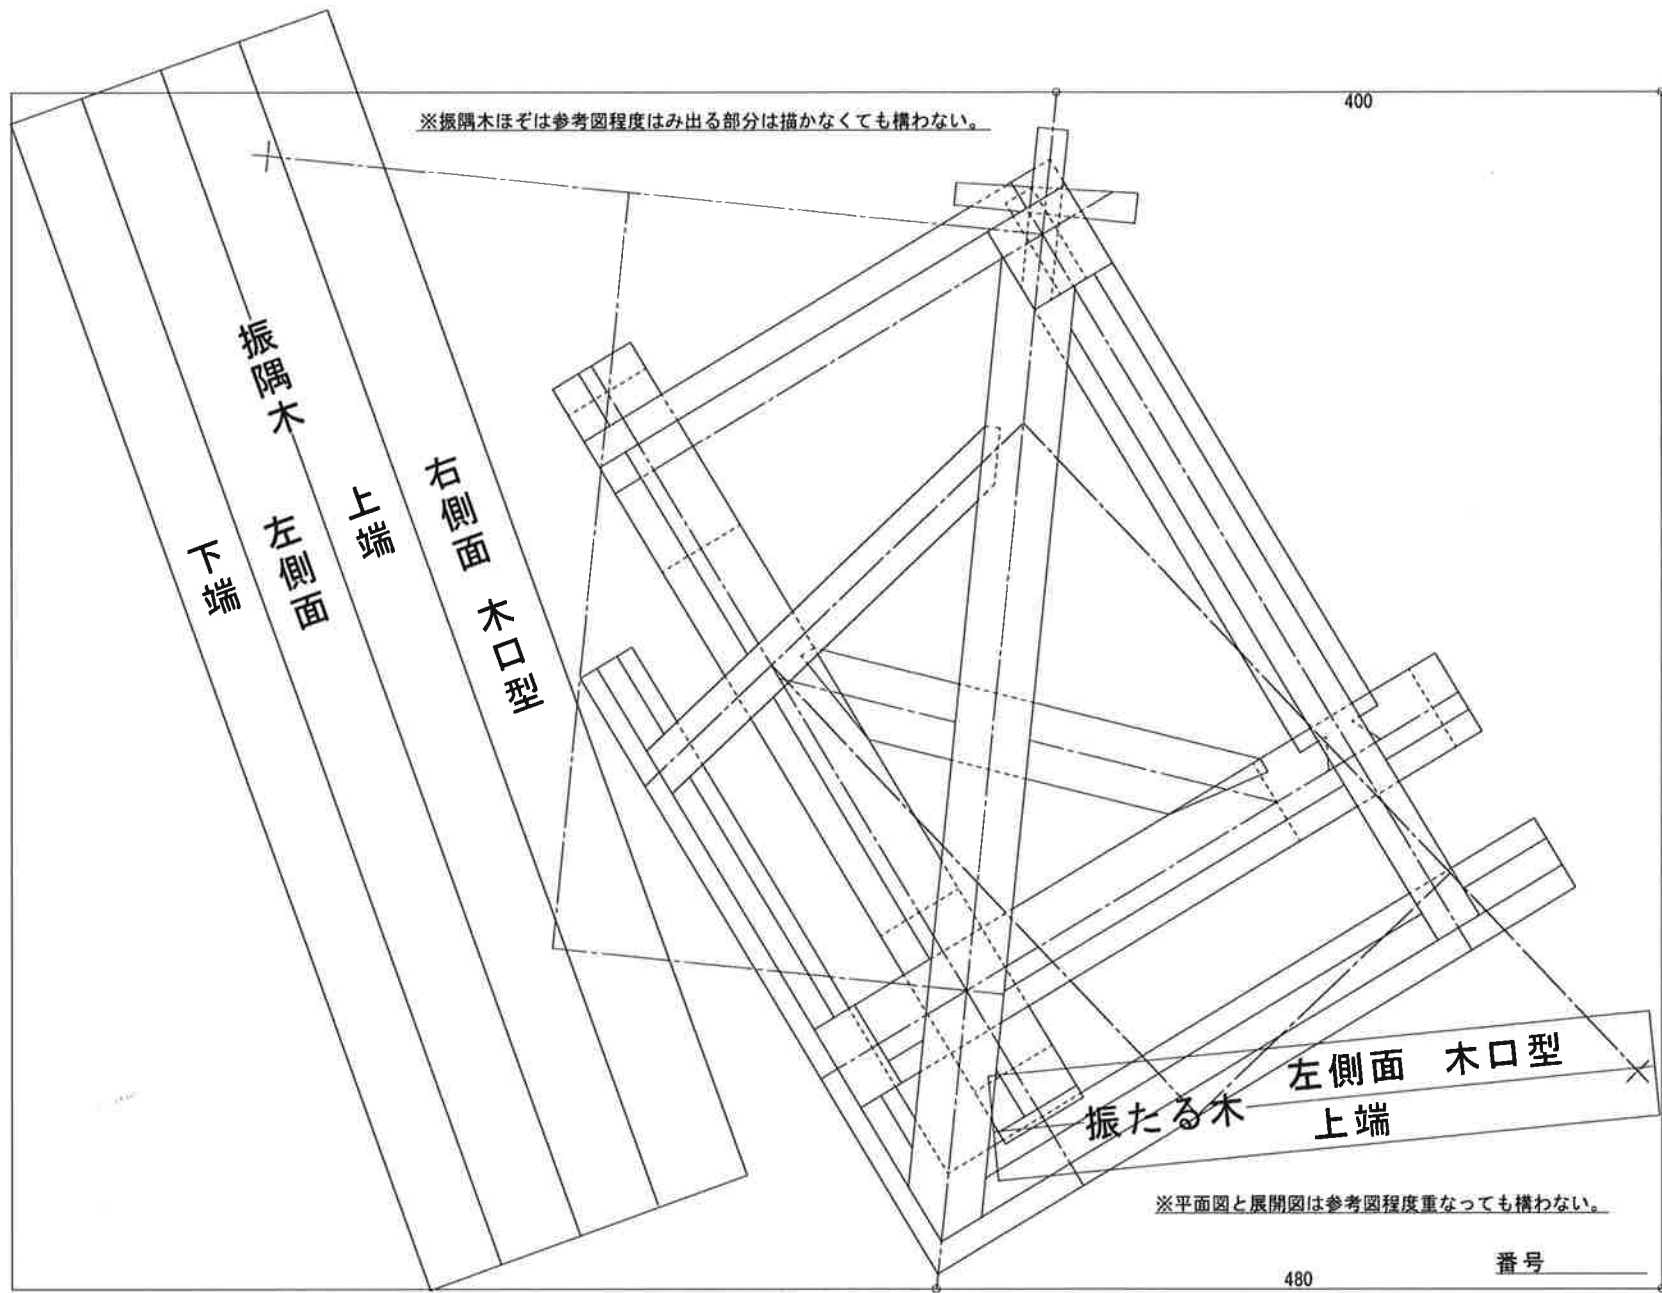 400
※振隅木ほぞは参考図程度はみ出る部分は描かなくても構わない。
振隅木
右側面 木口型
上端
左側面
下端
左側面 木口型
振たる木
上端
※平面図と展開図は参考図程度重なっても構わない。
番号
480